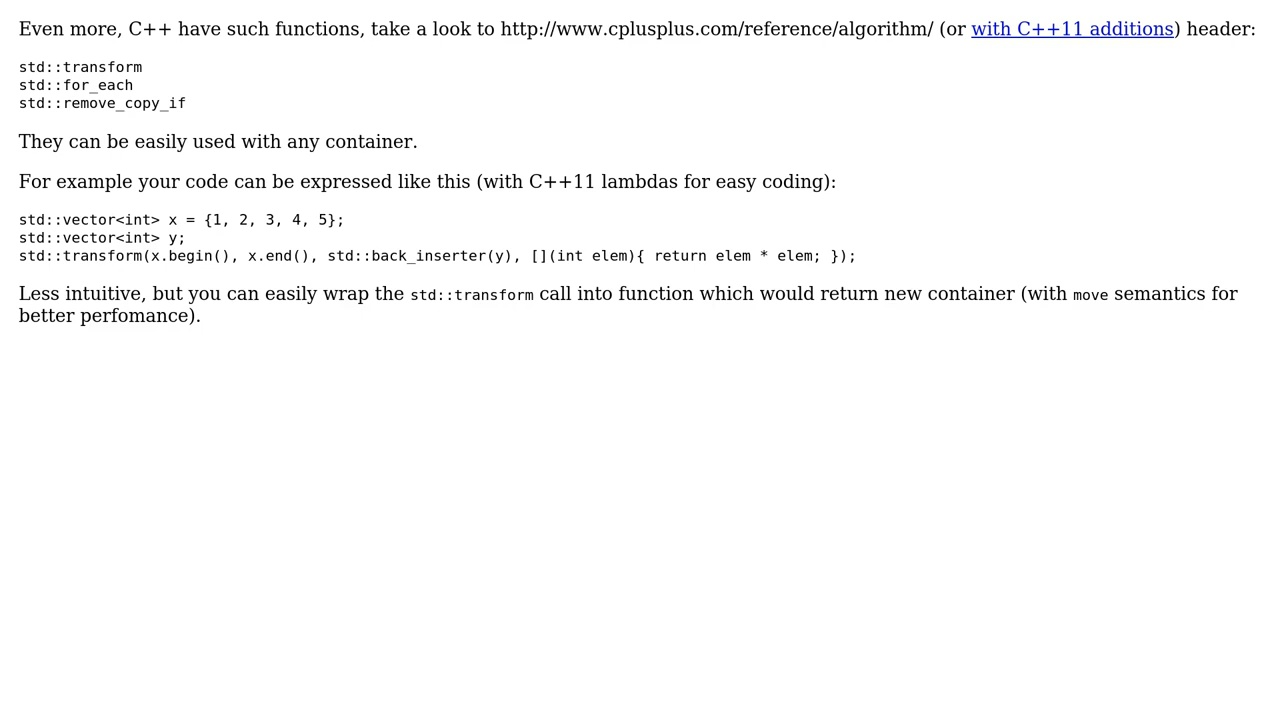 Even more, C++ have such functions, take a look to http://www.cplusplus.com/reference/algorithm/ (or with C++11 additions) header:
std::transform
std::for_each
std::remove_copy_if
They can be easily used with any container.
For example your code can be expressed like this (with C++11 lambdas for easy coding):
std::vector<int> x = {1, 2, 3, 4, 5};
std::vector<int> y;
std::transform(x.begin(), x.end(), std::back_inserter(y), [](int elem){ return elem * elem; });
Less intuitive, but you can easily wrap the std::transform call into function which would return new container (with move semantics for
better perfomance).